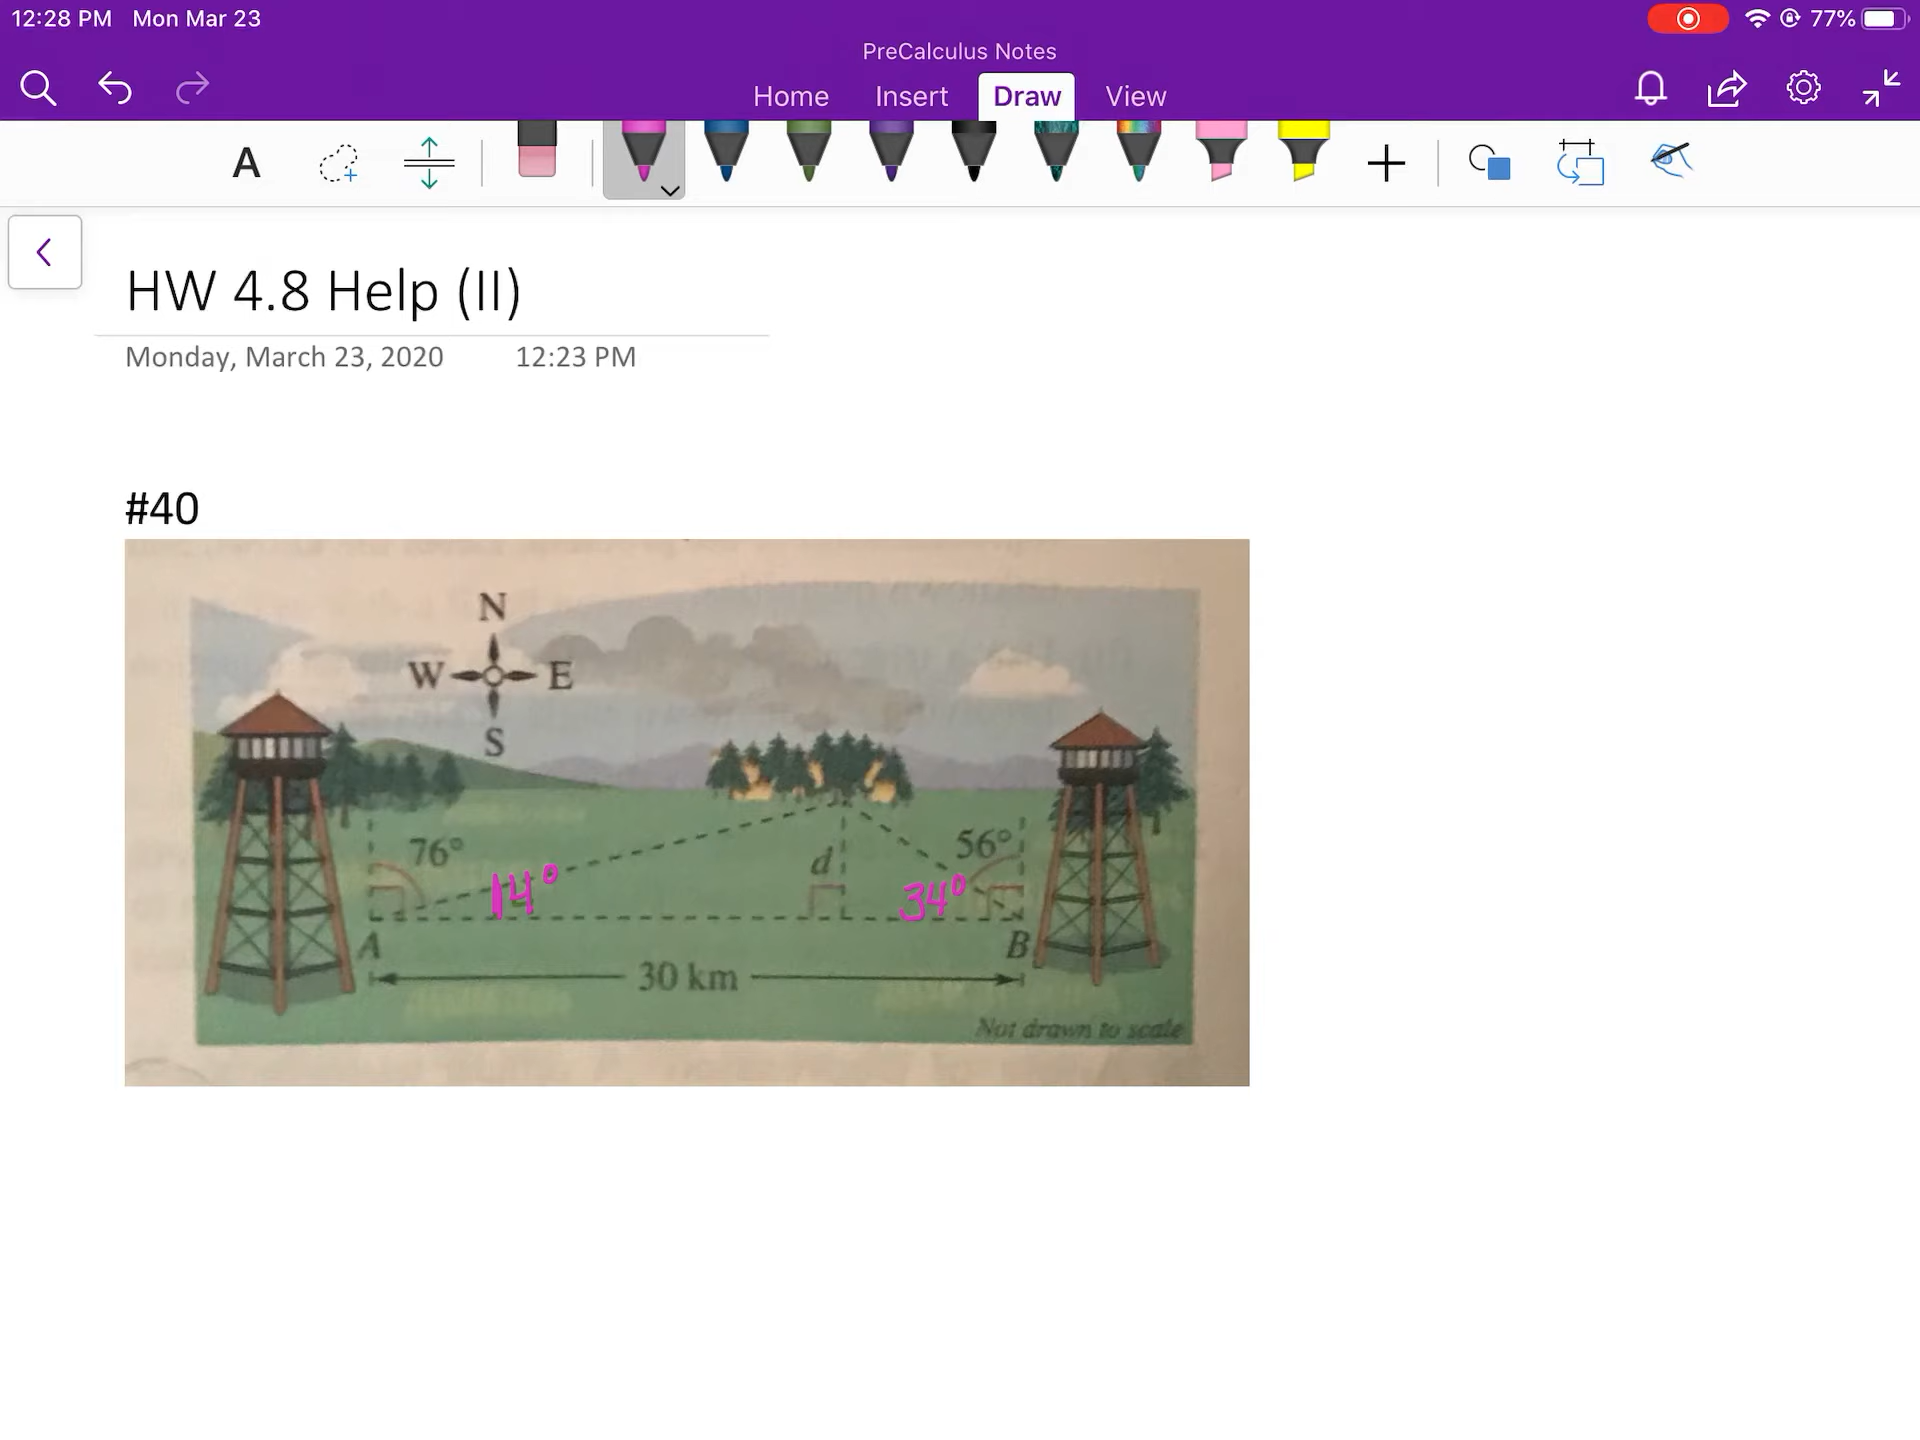 12:28 PM Mon Mar 23
77%
PreCalculus Notes
Home Insert Draw View
A
HW 4.8 Help (II)
Monday, March 23, 2020 12:23 PM
#40
N
W E
S
76°
56°
14°
d
34°
A
B
30 km
Not drawn to scale